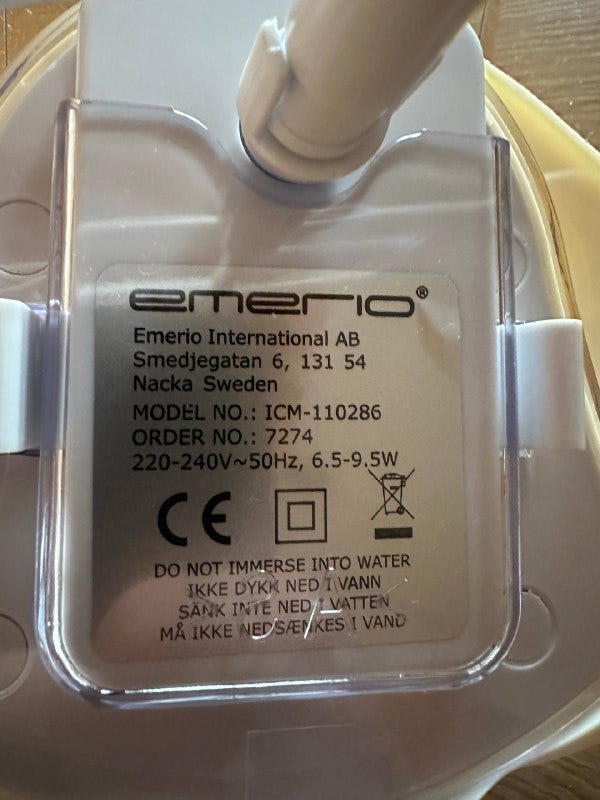 emerio®
Emerio International AB
Smedjegatan 6, 131 54
Nacka Sweden
MODEL NO.: ICM-110286
ORDER NO.: 7274
220-240V~50Hz, 6.5-9.5W
CE
DO NOT IMMERSE INTO WATER
IKKE DYKK NED I VANN
SÄNK INTE NED I VATTEN
MÅ IKKE NEDSÆNKES I VAND